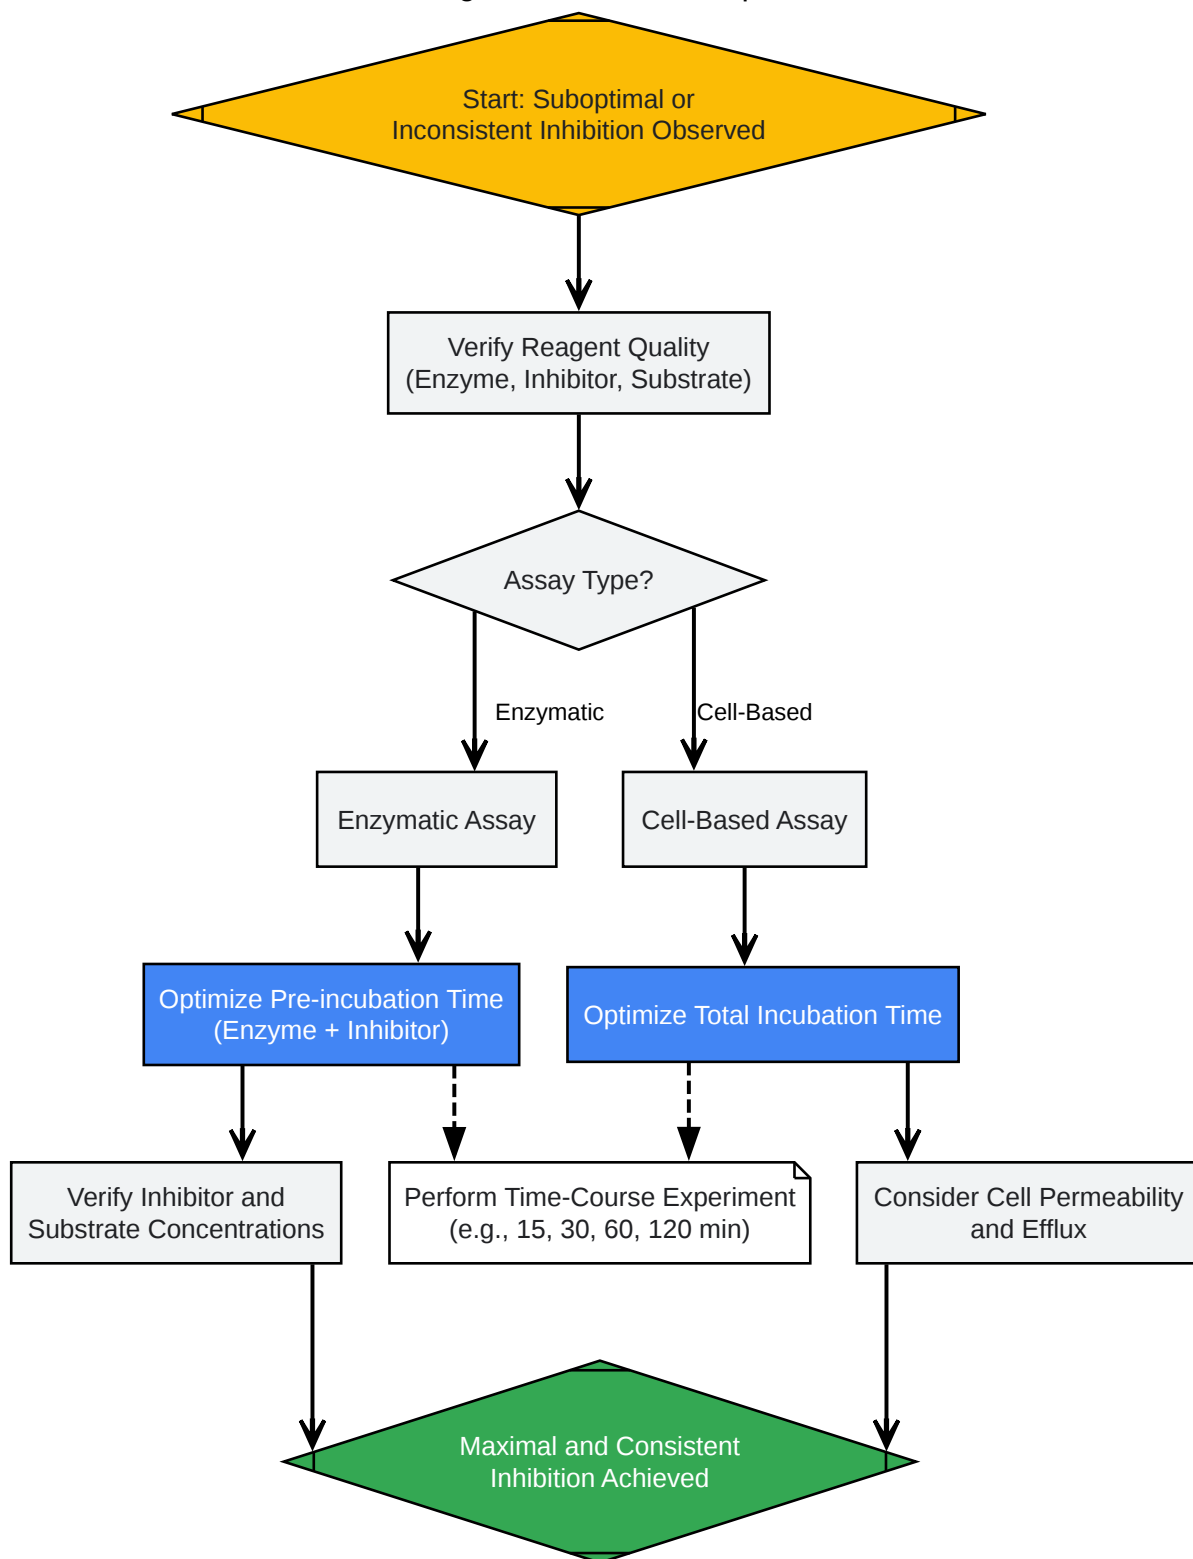 Start: Suboptimal or
Inconsistent Inhibition Observed
Verify Reagent Quality
(Enzyme, Inhibitor, Substrate)
Assay Type?
Enzymatic
Cell-Based
Enzymatic Assay
Cell-Based Assay
Optimize Pre-incubation Time
(Enzyme + Inhibitor)
Optimize Total Incubation Time
Verify Inhibitor and
Substrate Concentrations
Perform Time-Course Experiment
(e.g., 15, 30, 60, 120 min)
Consider Cell Permeability
and Efflux
Maximal and Consistent
Inhibition Achieved